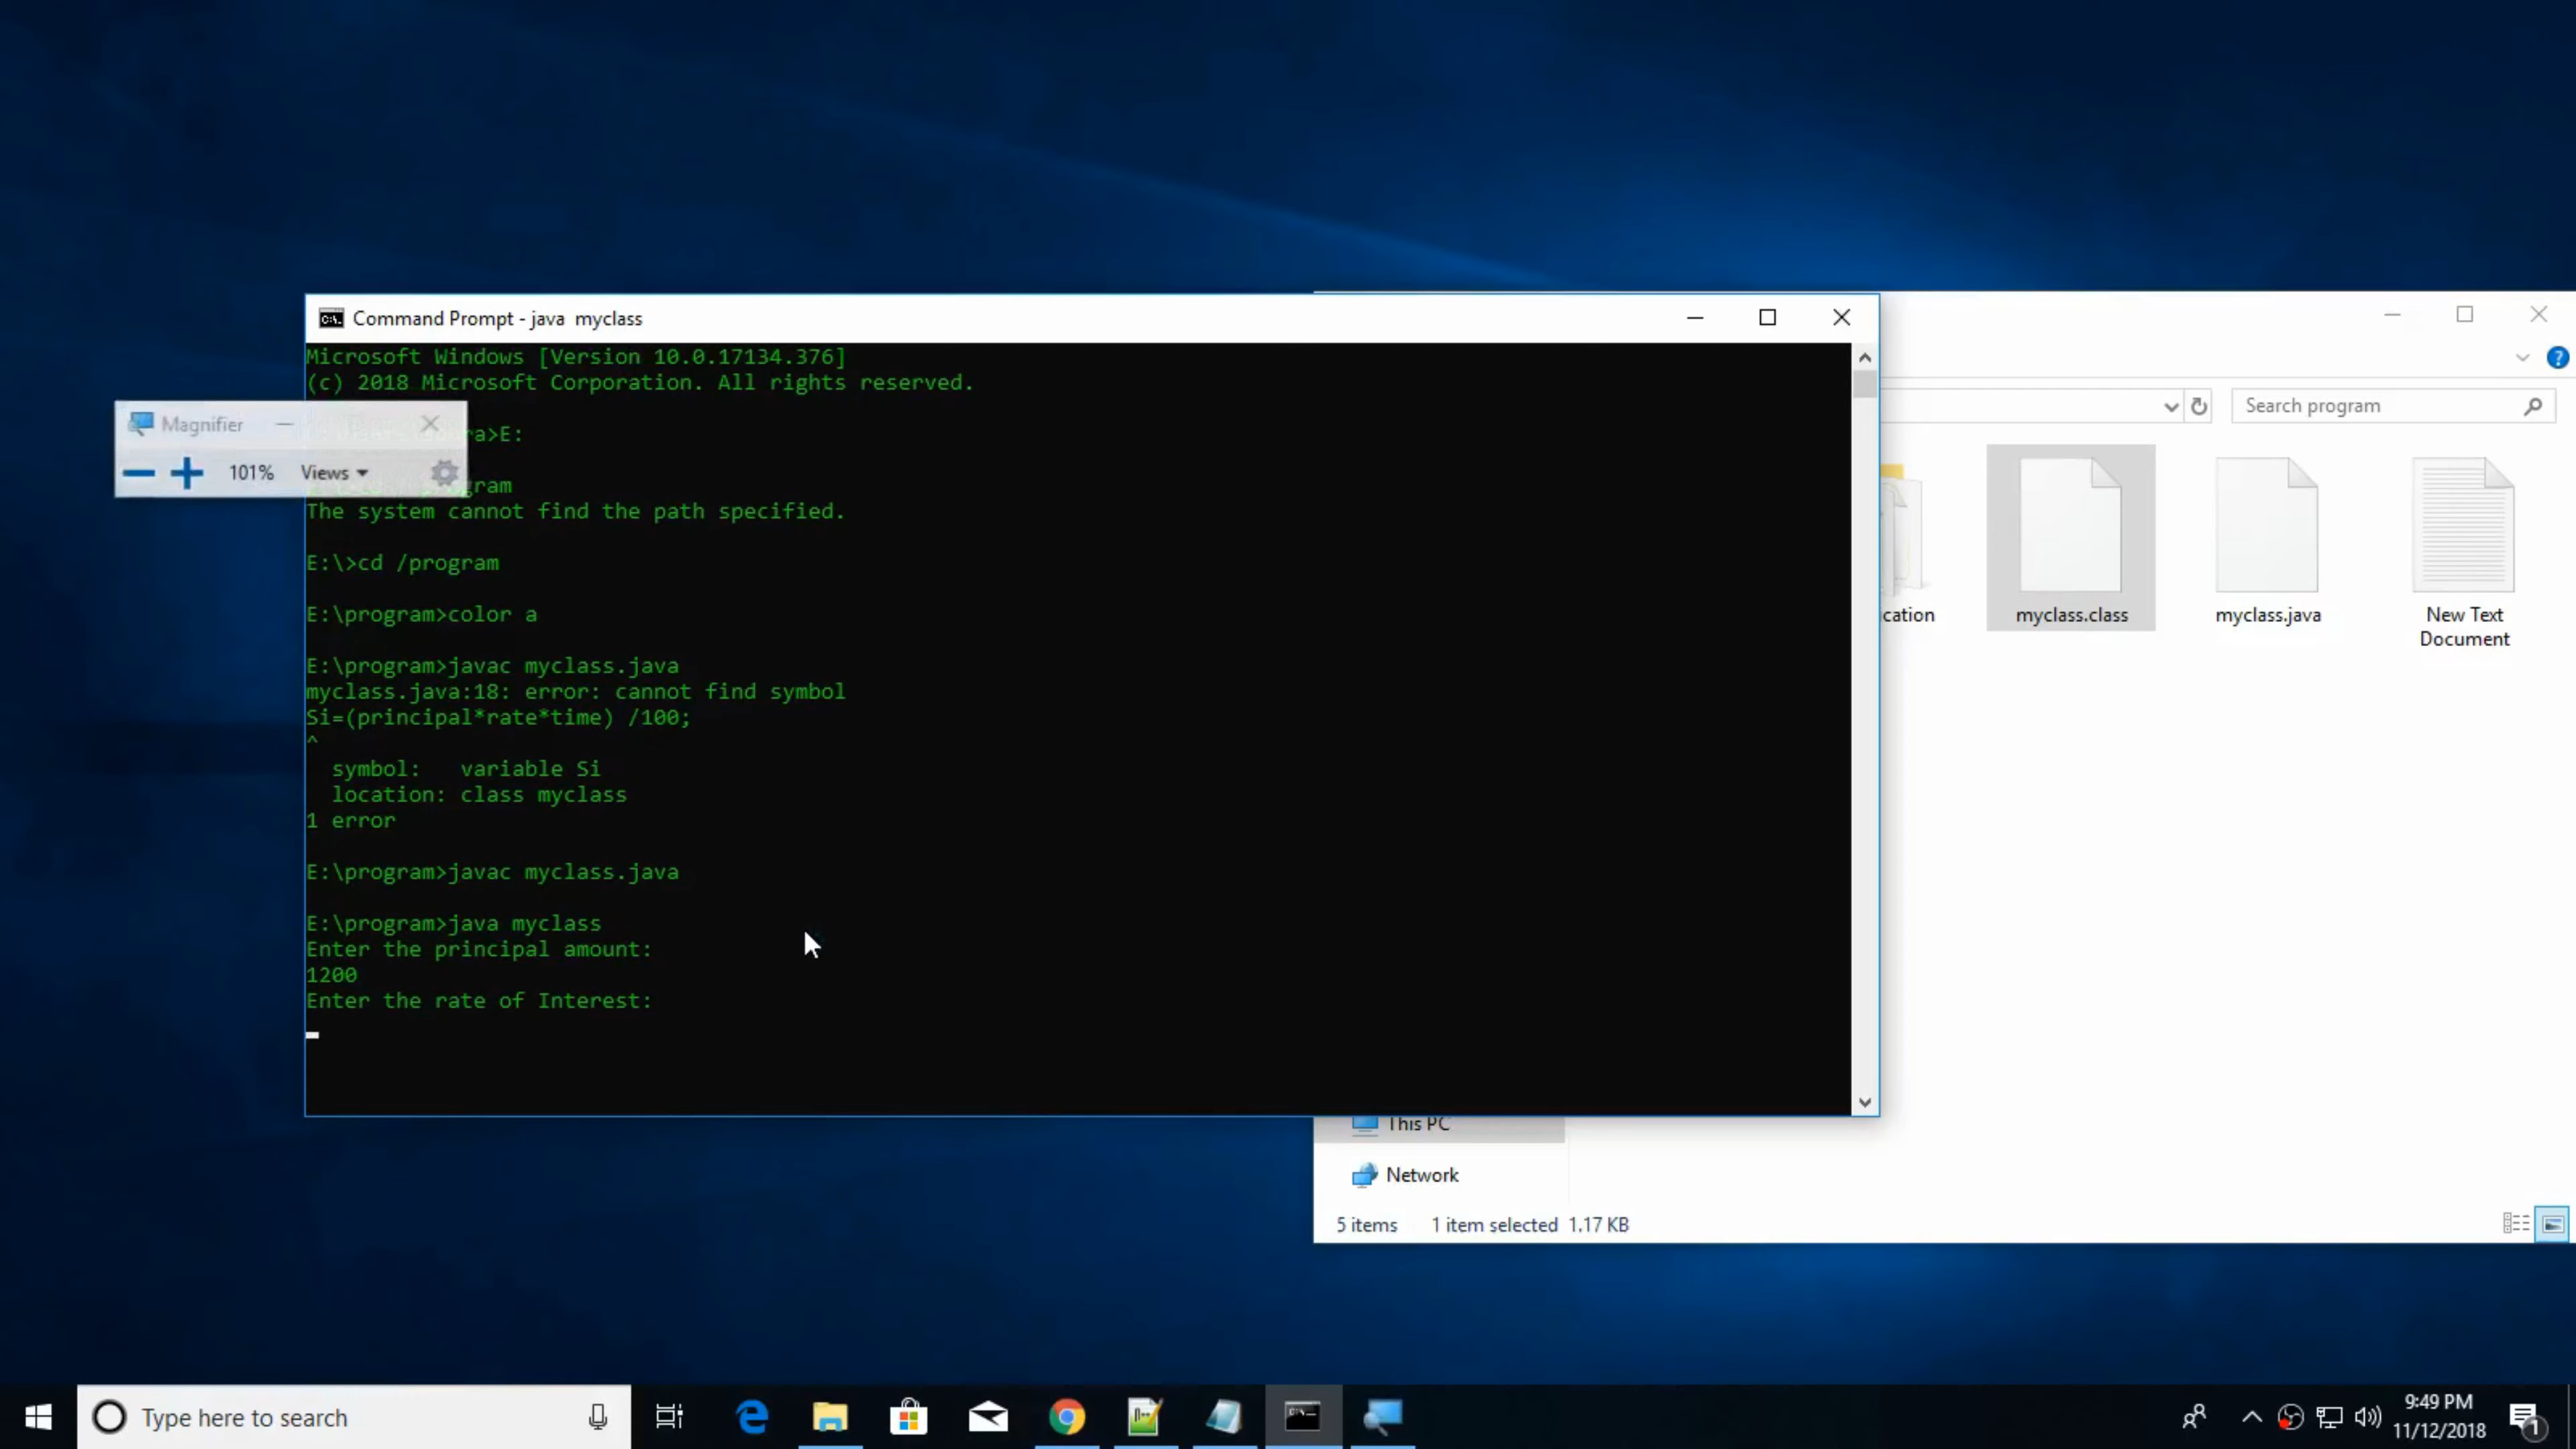 Command Prompt - java  myclass
Microsoft Windows [Version 10.0.17134.376]
(c) 2018 Microsoft Corporation. All rights reserved.
Magnifier
a>E:
101%
Views
gram
The system cannot find the path specified.
E:\>cd /program
E:\program>color a
E:\program>javac myclass.java
myclass.java:18: error: cannot find symbol
Si=(principal*rate*time) /100;
^
symbol:   variable Si
location: class myclass
1 error
E:\program>javac myclass.java
E:\program>java myclass
Enter the principal amount:
1200
Enter the rate of Interest:
Search program
cation
myclass.class
myclass.java
New Text
Document
This PC
Network
5 items
1 item selected  1.17 KB
Type here to search
9:49 PM
11/12/2018
1